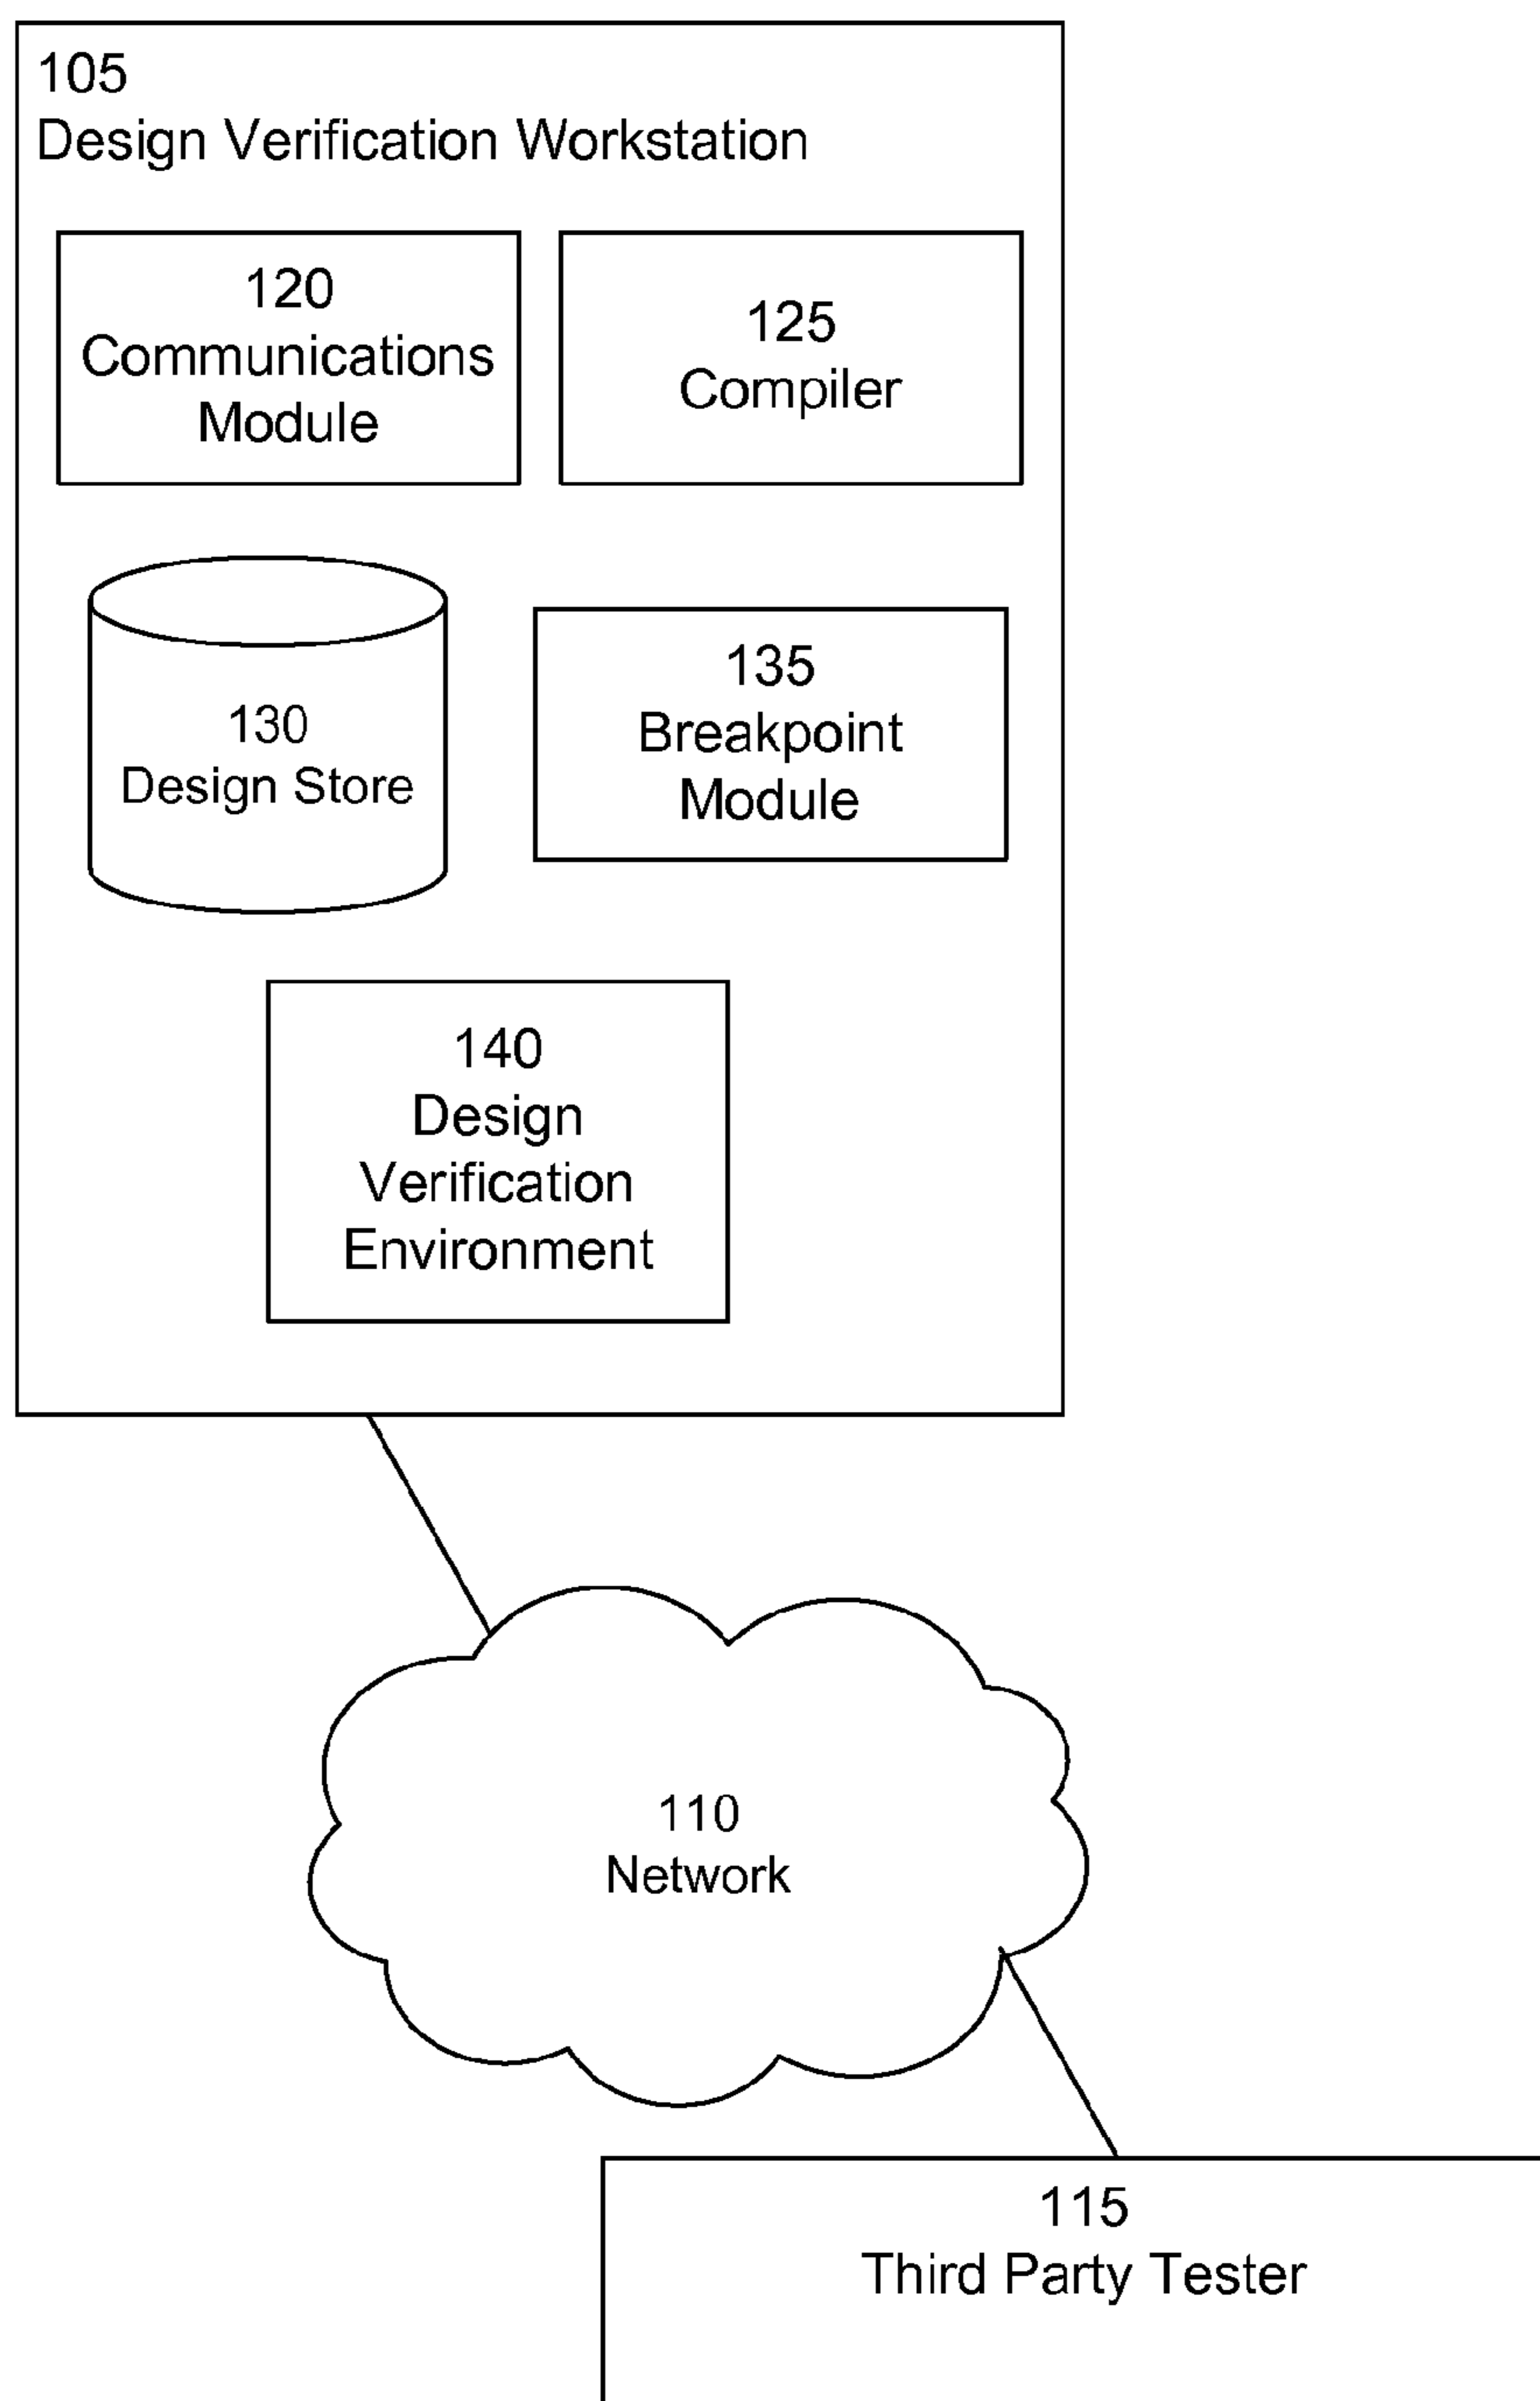 105
Design Verification Workstation
120
Communications
Module
125
Compiler
130
Design Store
135
Breakpoint
Module
140
Design
Verification
Environment
110
Network
115
Third Party Tester